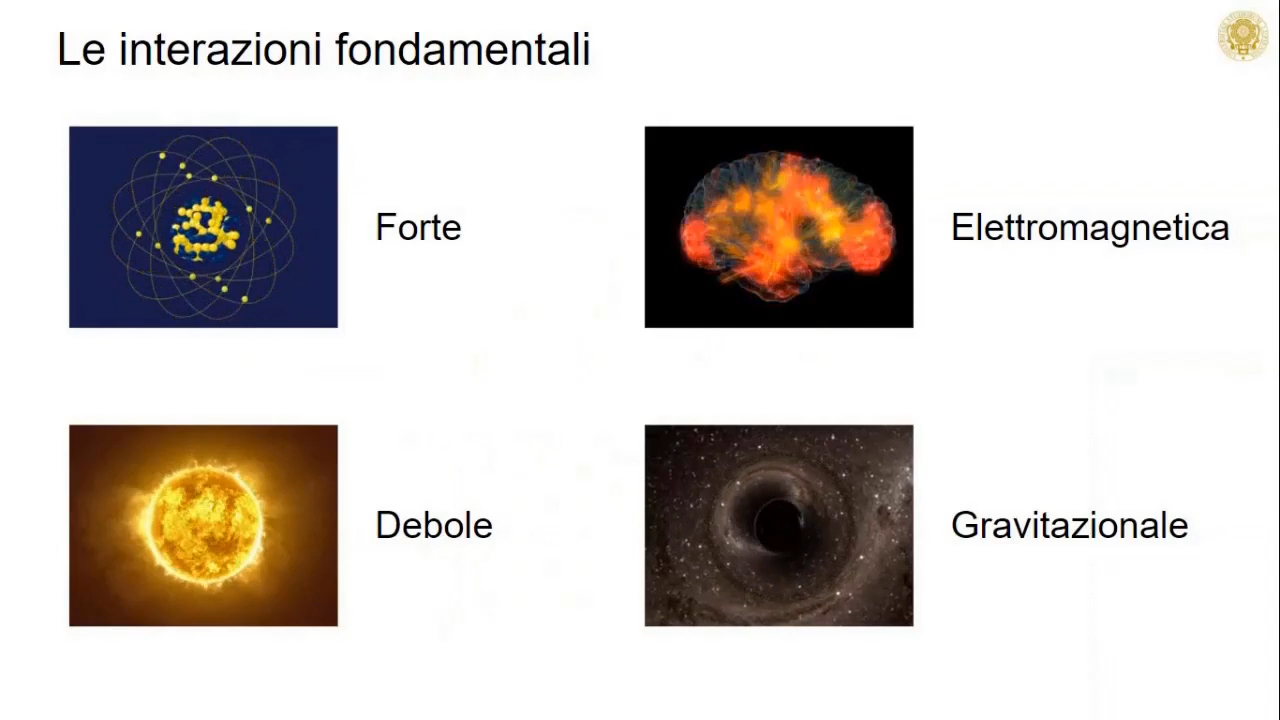 Le interazioni fondamentali
Forte
Elettromagnetica
Debole
Gravitazionale